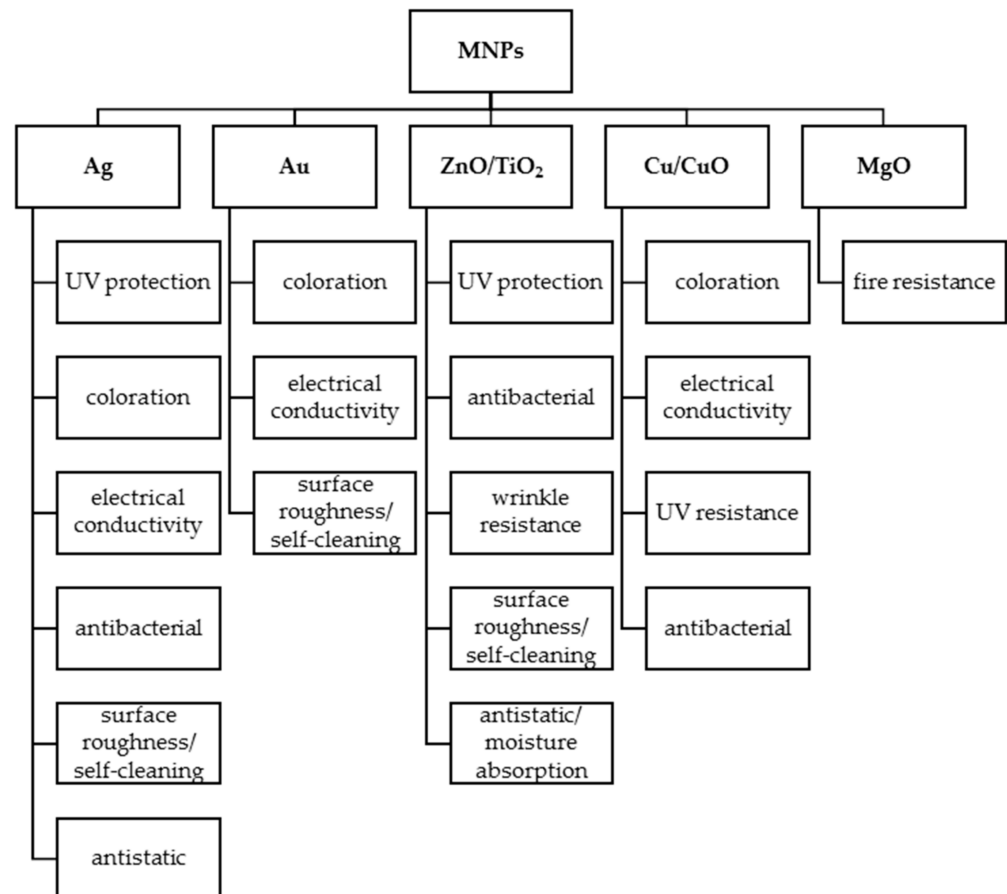 MNPs
Ag
Au
ZnO/TiO₂
Cu/CuO
MgO
UV protection
coloration
electrical
conductivity
antibacterial
surface
roughness/
self-cleaning
antistatic
coloration
electrical
conductivity
surface
roughness/
self-cleaning
UV protection
antibacterial
wrinkle
resistance
surface
roughness/
self-cleaning
antistatic/
moisture
absorption
coloration
electrical
conductivity
UV resistance
antibacterial
fire resistance